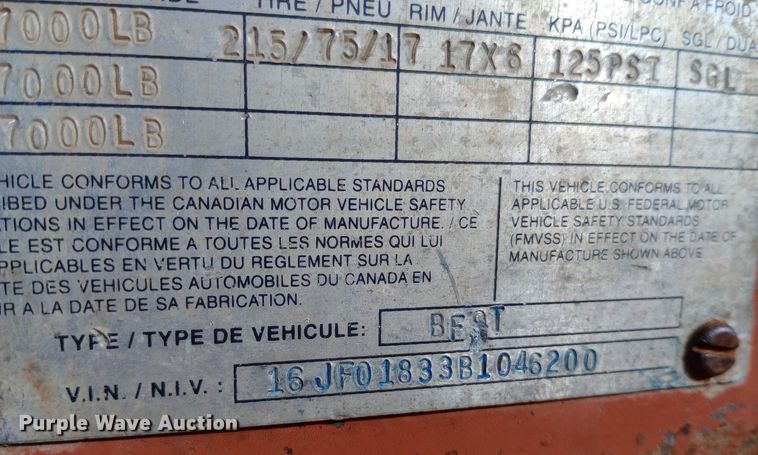 TIRE / PNEU RIM / JANTE KPA (PSI/LPC) SGL / DUA
7000LB 215/75/17 17X6 125PSI SGL
7000LB
7000LB
HICLE CONFORMS TO ALL APPLICABLE STANDARDS
IBED UNDER THE CANADIAN MOTOR VEHICLE SAFETY
TIONS IN EFFECT ON THE DATE OF MANUFACTURE. / CE
LE EST CONFORME A TOUTES LES NORMES QUI LUI
PPLICABLES EN VERTU DU REGLEMENT SUR LA
TE DES VEHICULES AUTOMOBILES DU CANADA EN
R A LA DATE DE SA FABRICATION.
THIS VEHICLE CONFORMS TO ALL
APPLICABLE U.S. FEDERAL MOTOR
VEHICLE SAFETY STANDARDS
(FMVSS) IN EFFECT ON THE DATE OF
MANUFACTURE SHOWN ABOVE
TYPE / TYPE DE VEHICULE: BEST
V.I.N. / N.I.V. : 16JF01833B1046200
Purple Wave Auction